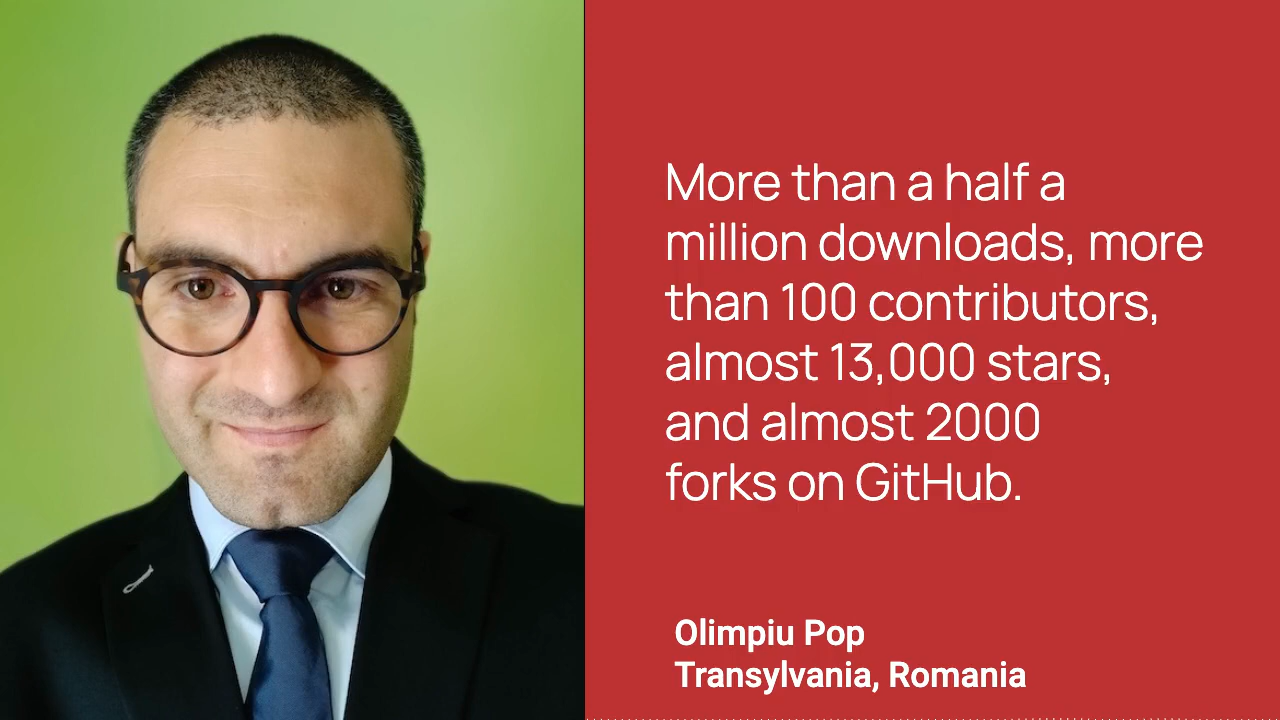 More than a half a
million downloads, more
than 100 contributors,
almost 13,000 stars,
and almost 2000
forks on GitHub.
Olimpiu Pop
Transylvania, Romania